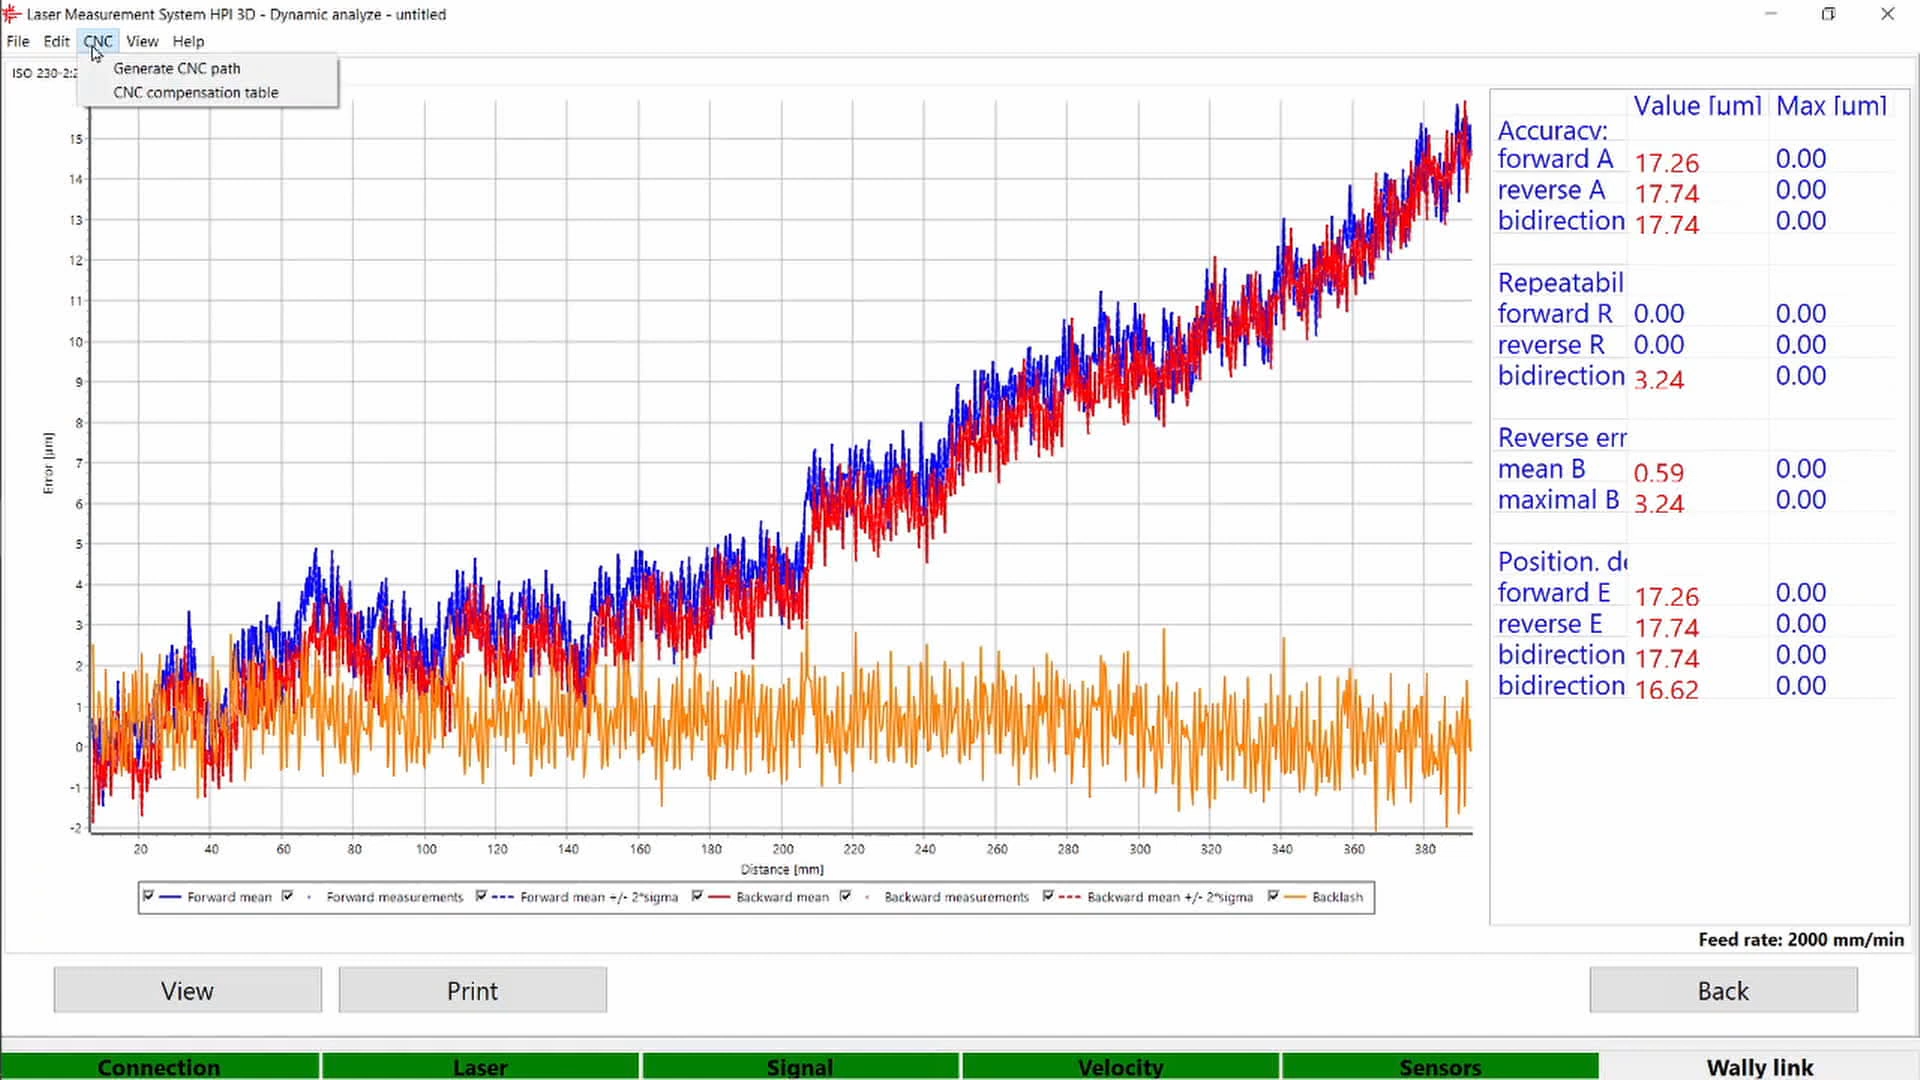 Laser Measurement System HPI 3D - Dynamic analyze - untitled
File Edit CNC View Help
Generate CNC path
CNC compensation table
ISO 230-2:2
15
14
13
12
11
10
9
8
7
6
5
4
3
2
1
0
-1
-2
Error [µm]
20 40 60 80 100 120 140 160 180 200 220 240 260 280 300 320 340 360 380
Distance [mm]
Forward mean Forward measurements Forward mean +/- 2*sigma Backward mean Backward measurements Backward mean +/- 2*sigma Backlash
Value [um] Max [um]
Accuracy:
forward A 17.26 0.00
reverse A 17.74 0.00
bidirection 17.74 0.00
Repeatabil
forward R 0.00 0.00
reverse R 0.00 0.00
bidirection 3.24 0.00
Reverse err
mean B 0.59 0.00
maximal B 3.24 0.00
Position. de
forward E 17.26 0.00
reverse E 17.74 0.00
bidirection 17.74 0.00
bidirection 16.62 0.00
Feed rate: 2000 mm/min
View Print Back
Connection Laser Signal Velocity Sensors Wally link